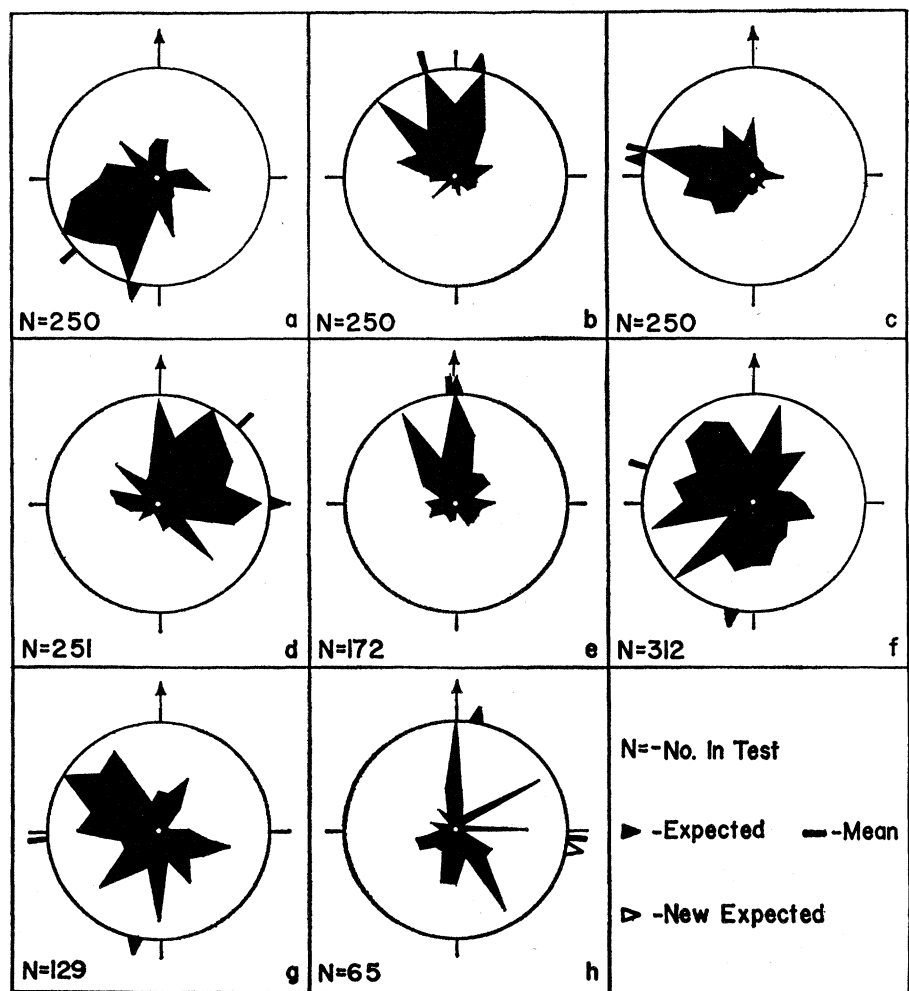 N=250 a
N=250 b
N=250 c
N=251 d
N=172 e
N=312 f
N=129 g
N=65 h
N=-No. In Test
-Expected -Mean
-New Expected